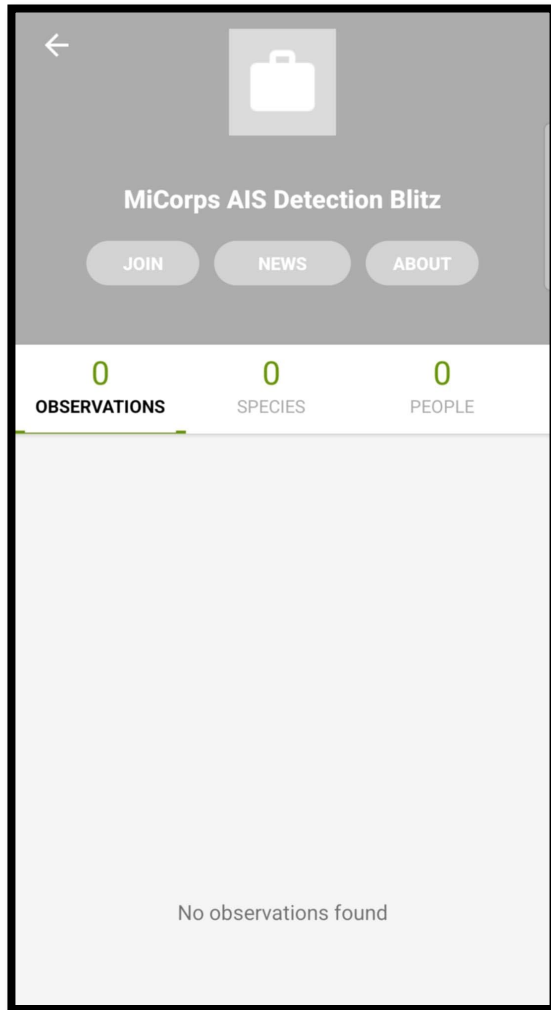 MiCorps AIS Detection Blitz
JOIN NEWS ABOUT
0 0 0
OBSERVATIONS SPECIES PEOPLE
No observations found